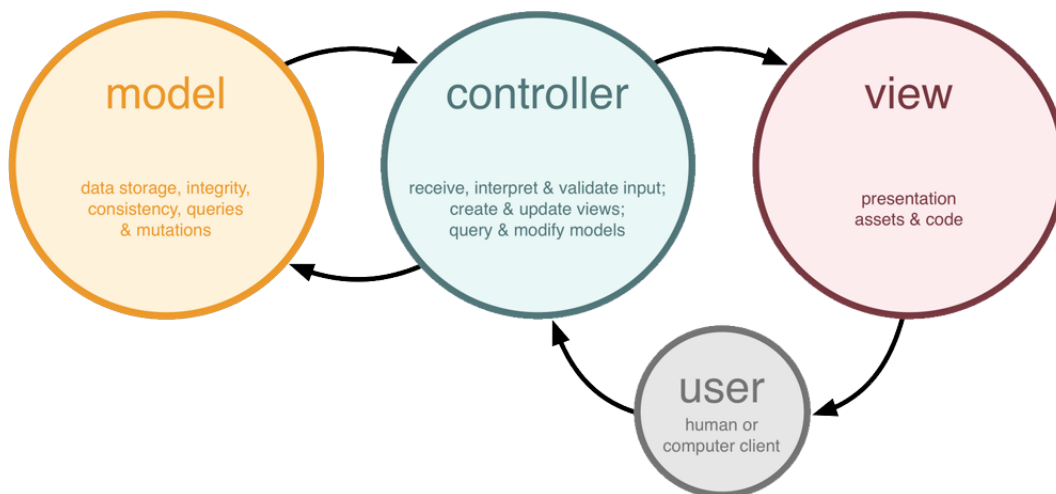 model
data storage, integrity,
consistency, queries
& mutations
controller
receive, interpret & validate input;
create & update views;
query & modify models
view
presentation
assets & code
user
human or
computer client